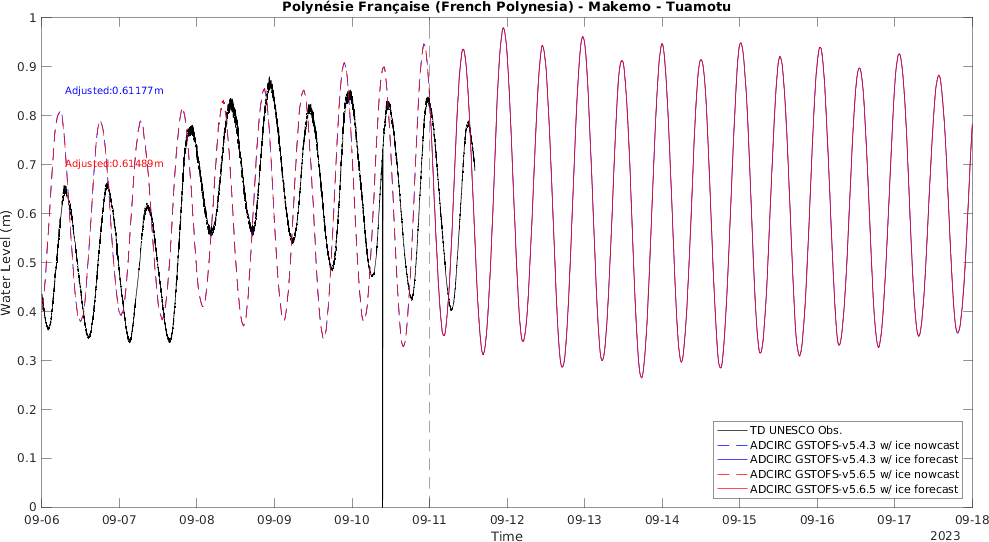 Polynésie Française (French Polynesia) - Makemo - Tuamotu
1
0.9
0.8
0.7
0.6
0.5
0.4
0.3
0.2
0.1
0
Water Level (m)
Adjusted:0.61177m
Adjusted:0.61489m
TD UNESCO Obs.
ADCIRC GSTOFS-v5.4.3 w/ ice nowcast
ADCIRC GSTOFS-v5.4.3 w/ ice forecast
ADCIRC GSTOFS-v5.6.5 w/ ice nowcast
ADCIRC GSTOFS-v5.6.5 w/ ice forecast
09-06 09-07 09-08 09-09 09-10 09-11 09-12 09-13 09-14 09-15 09-16 09-17 09-18
Time
2023